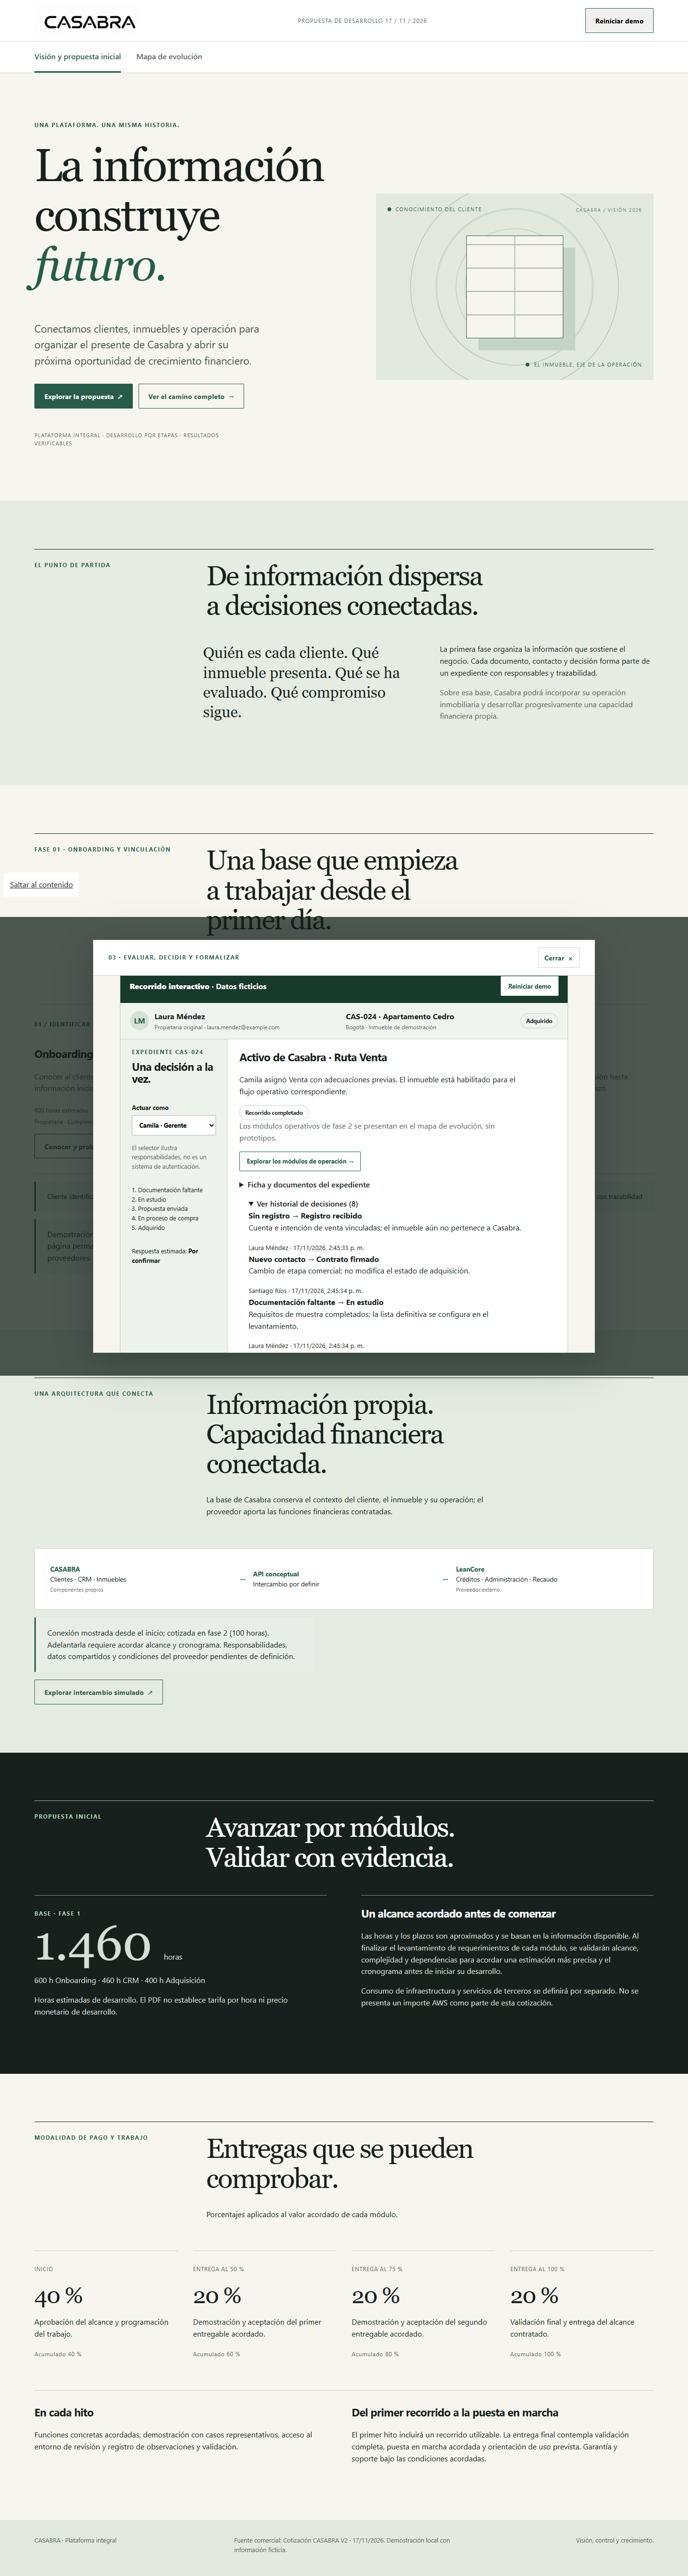 CASABRA
PROPUESTA DE DESARROLLO 17 / 11 / 2026
Reiniciar demo
Visión y propuesta inicial
Mapa de evolución
UNA PLATAFORMA. UNA MISMA HISTORIA.
La información
construye
futuro.
Conectamos clientes, inmuebles y operación para
organizar el presente de Casabra y abrir su
próxima oportunidad de crecimiento financiero.
Explorar la propuesta ↗
Ver el camino completo →
PLATAFORMA INTEGRAL · DESARROLLO POR ETAPAS · RESULTADOS
VERIFICABLES
CONOCIMIENTO DEL CLIENTE
CASABRA / VISIÓN 2026
EL INMUEBLE, EJE DE LA OPERACIÓN
EL PUNTO DE PARTIDA
De información dispersa
a decisiones conectadas.
Quién es cada cliente. Qué
inmueble presenta. Qué se ha
evaluado. Qué compromiso
sigue.
La primera fase organiza la información que sostiene el
negocio. Cada documento, contacto y decisión forma parte de
un expediente con responsables y trazabilidad.
Sobre esa base, Casabra podrá incorporar su operación
inmobiliaria y desarrollar progresivamente una capacidad
financiera propia.
FASE 01 · ONBOARDING Y VINCULACIÓN
Una base que empieza
a trabajar desde el
primer día.
Saltar al contenido
03 · EVALUAR, DECIDIR Y FORMALIZAR
Cerrar ×
01 / IDENTIFICAR
Onboarding
Conocer al cliente
información inicia
600 horas estimadas
Propietaria · Cumplim
Conocer y prob
Cliente identific
con trazabilidad
Demostración
página perma
proveedores.
Recorrido interactivo · Datos ficticios
Reiniciar demo
LM
Laura Méndez
Propietaria original · laura.mendez@example.com
CAS-024 · Apartamento Cedro
Bogotá · Inmueble de demostración
Adquirido
EXPEDIENTE CAS-024
Una decisión a la
vez.
Actuar como
Camila · Gerente
El selector ilustra
responsabilidades, no es un
sistema de autenticación.
1. Documentación faltante
2. En estudio
3. Propuesta enviada
4. En proceso de compra
5. Adquirido
Respuesta estimada: Por
confirmar
Activo de Casabra · Ruta Venta
Camila asignó Venta con adecuaciones previas. El inmueble está habilitado para el
flujo operativo correspondiente.
Recorrido completado
Los módulos operativos de fase 2 se presentan en el mapa de evolución, sin
prototipos.
Explorar los módulos de operación →
▶ Ficha y documentos del expediente
▼ Ver historial de decisiones (8)
Sin registro → Registro recibido
Cuenta e intención de venta vinculadas; el inmueble aún no pertenece a Casabra.
Laura Méndez · 17/11/2026, 2:45:33 p. m.
Nuevo contacto → Contrato firmado
Cambio de etapa comercial; no modifica el estado de adquisición.
Santiago Ríos · 17/11/2026, 2:45:34 p. m.
Documentación faltante → En estudio
Requisitos de muestra completados; la lista definitiva se configura en el
levantamiento.
Laura Méndez · 17/11/2026, 2:45:34 p. m.
UNA ARQUITECTURA QUE CONECTA
Información propia.
Capacidad financiera
conectada.
La base de Casabra conserva el contexto del cliente, el inmueble y su operación; el
proveedor aporta las funciones financieras contratadas.
CASABRA
Clientes · CRM · Inmuebles
Componentes propios
↔
API conceptual
Intercambio por definir
↔
LeanCore
Créditos · Administración · Recaudo
Proveedor externo
Conexión mostrada desde el inicio; cotizada en fase 2 (100 horas).
Adelantarla requiere acordar alcance y cronograma. Responsabilidades,
datos compartidos y condiciones del proveedor pendientes de definición.
Explorar intercambio simulado ↗
PROPUESTA INICIAL
Avanzar por módulos.
Validar con evidencia.
BASE · FASE 1
1.460 horas
600 h Onboarding · 460 h CRM · 400 h Adquisición
Horas estimadas de desarrollo. El PDF no establece tarifa por hora ni precio
monetario de desarrollo.
Un alcance acordado antes de comenzar
Las horas y los plazos son aproximados y se basan en la información disponible. Al
finalizar el levantamiento de requerimientos de cada módulo, se validarán alcance,
complejidad y dependencias para acordar una estimación más precisa y el
cronograma antes de iniciar su desarrollo.
Consumo de infraestructura y servicios de terceros se definirá por separado. No se
presenta un importe AWS como parte de esta cotización.
MODALIDAD DE PAGO Y TRABAJO
Entregas que se pueden
comprobar.
Porcentajes aplicados al valor acordado de cada módulo.
INICIO
40 %
Aprobación del alcance y programación
del trabajo.
Acumulado 40 %
ENTREGA AL 50 %
20 %
Demostración y aceptación del primer
entregable acordado.
Acumulado 60 %
ENTREGA AL 75 %
20 %
Demostración y aceptación del segundo
entregable acordado.
Acumulado 80 %
ENTREGA AL 100 %
20 %
Validación final y entrega del alcance
contratado.
Acumulado 100 %
En cada hito
Funciones concretas acordadas, demostración con casos representativos, acceso al
entorno de revisión y registro de observaciones y validación.
Del primer recorrido a la puesta en marcha
El primer hito incluirá un recorrido utilizable. La entrega final contempla validación
completa, puesta en marcha acordada y orientación de uso prevista. Garantía y
soporte bajo las condiciones acordadas.
CASABRA · Plataforma integral
Fuente comercial: Cotización CASABRA V2 · 17/11/2026. Demostración local con
información ficticia.
Visión, control y crecimiento.